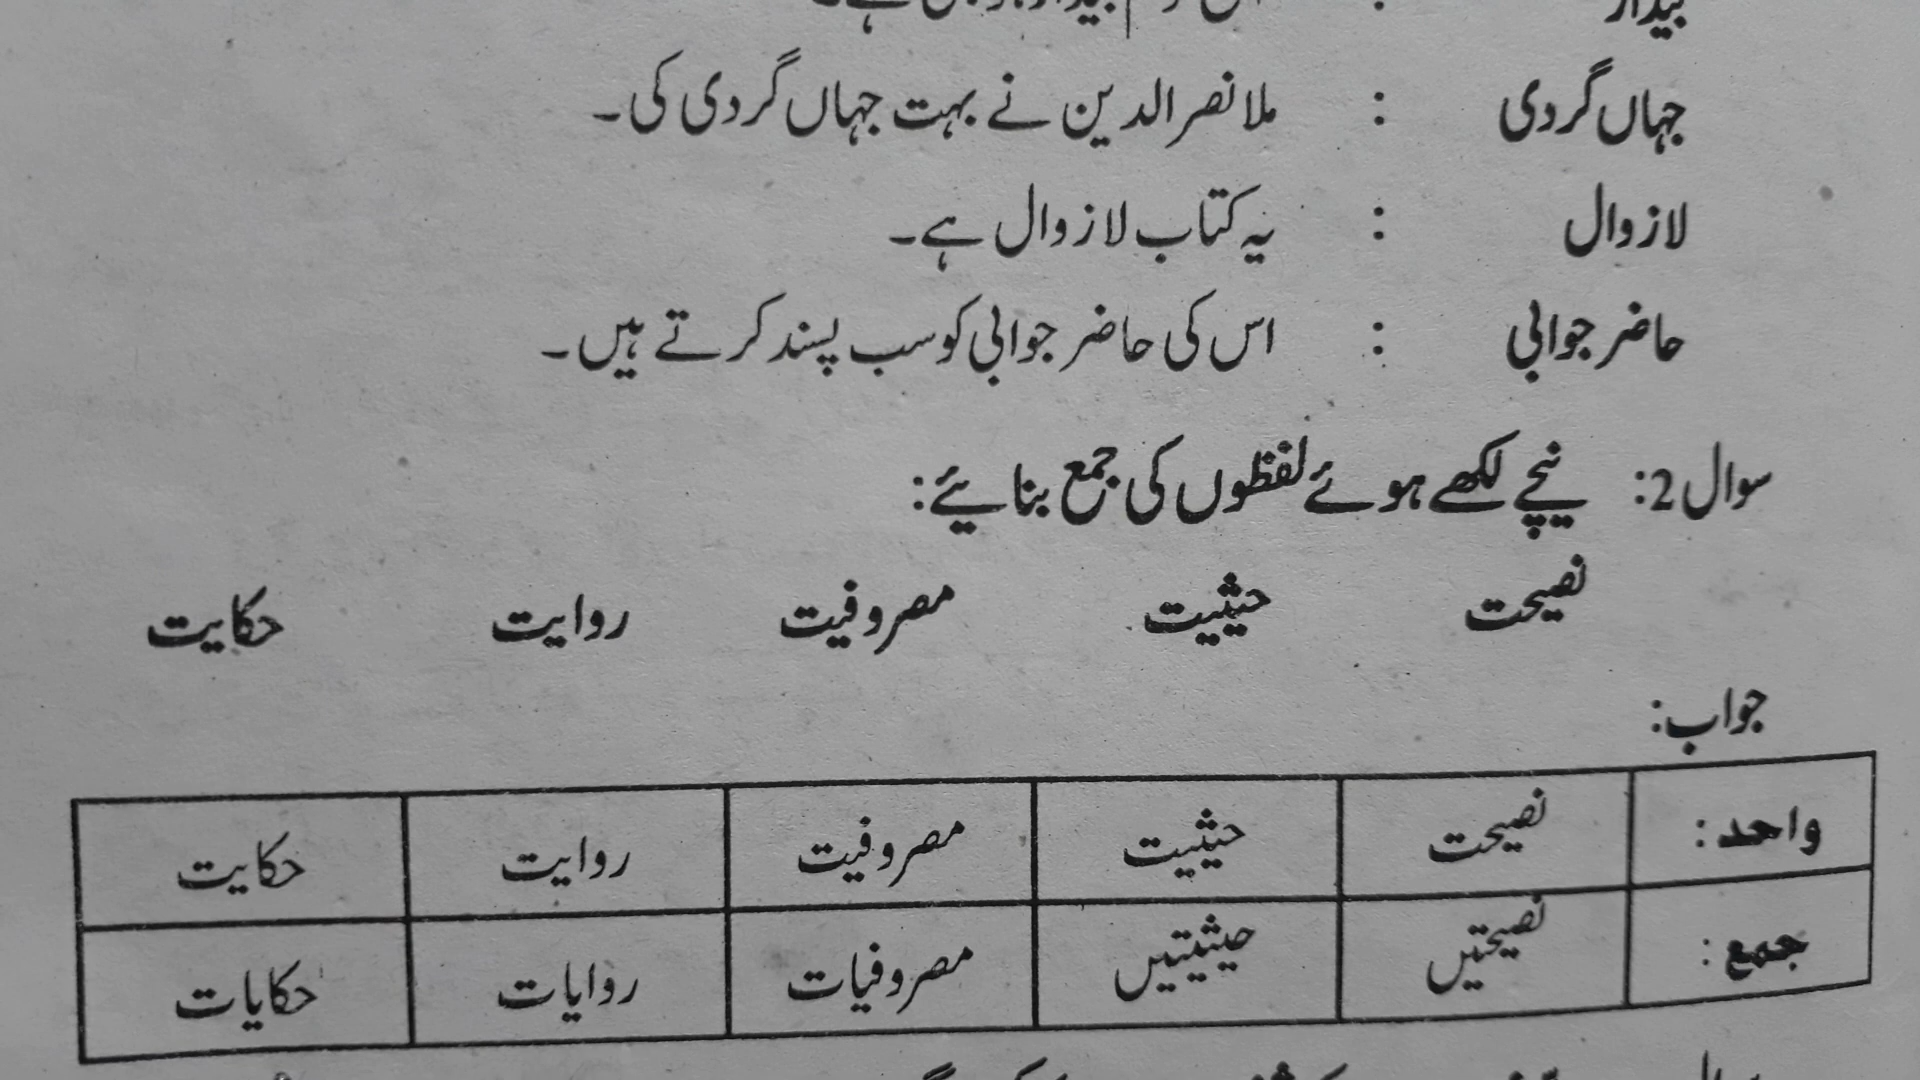 بیدار :
جہاں گردی : ملا نصر الدین نے بہت جہاں گردی کی۔
لازوال : یہ کتاب لازوال ہے۔
حاضر جوابی : اس کی حاضر جوابی کو سب پسند کرتے ہیں۔
سوال 2: نیچے لکھے ہوئے لفظوں کی جمع بنائیے:
نصیحت حیثیت مصروفیت روایت حکایت
جواب:
واحد: نصیحت حیثیت مصروفیت روایت حکایت
جمع: نصیحتیں حیثیتیں مصروفیات روایات حکایات